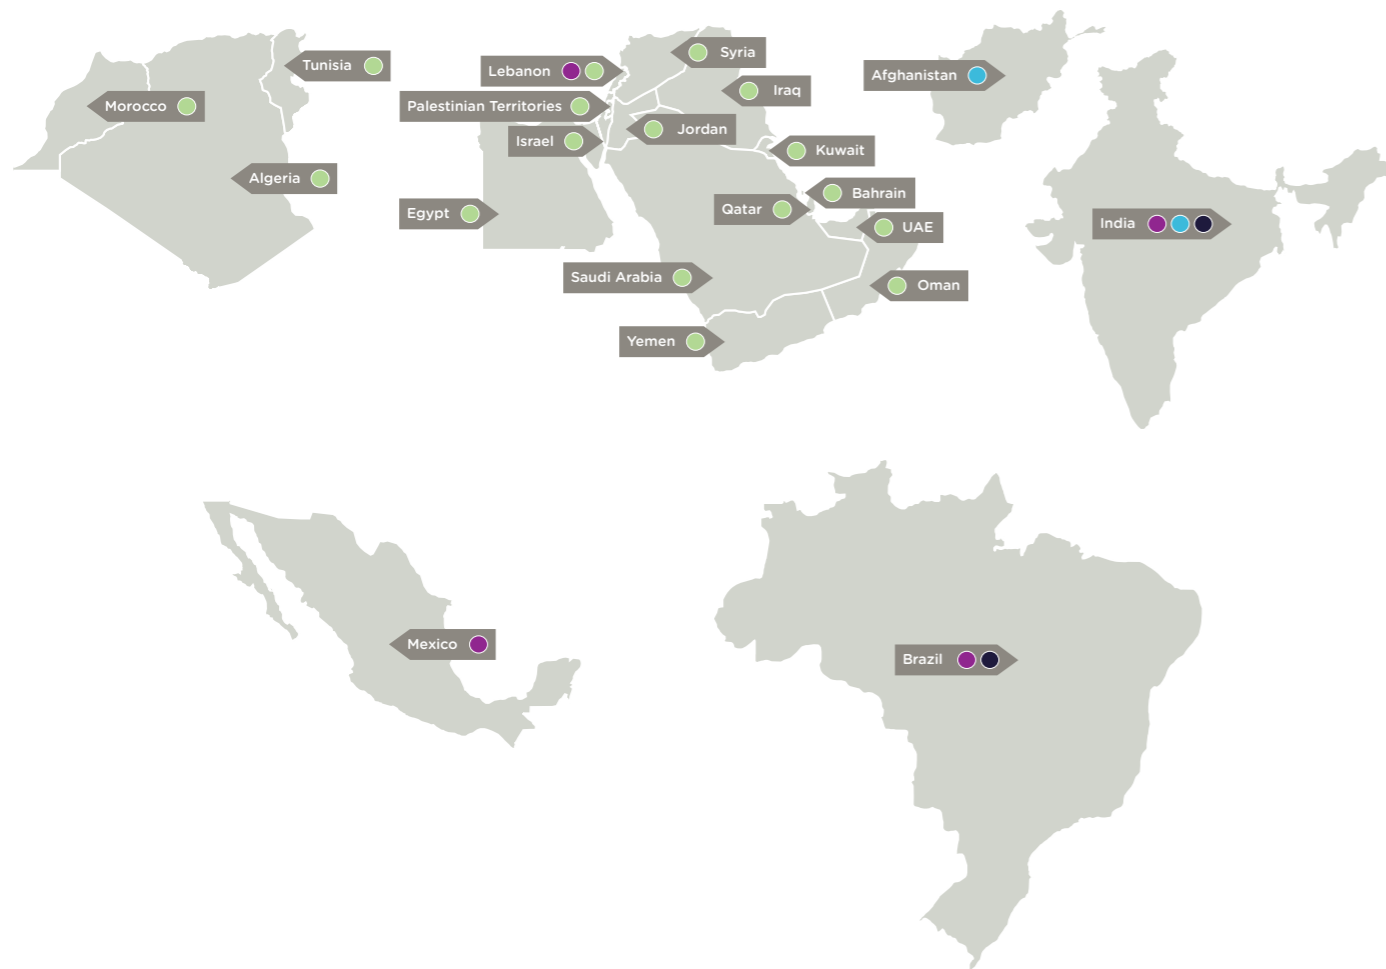 Tunisia
Morocco
Algeria
Lebanon
Palestinian Territories
Israel
Egypt
Syria
Iraq
Jordan
Kuwait
Bahrain
Qatar
UAE
Saudi Arabia
Oman
Yemen
Afghanistan
India
Mexico
Brazil